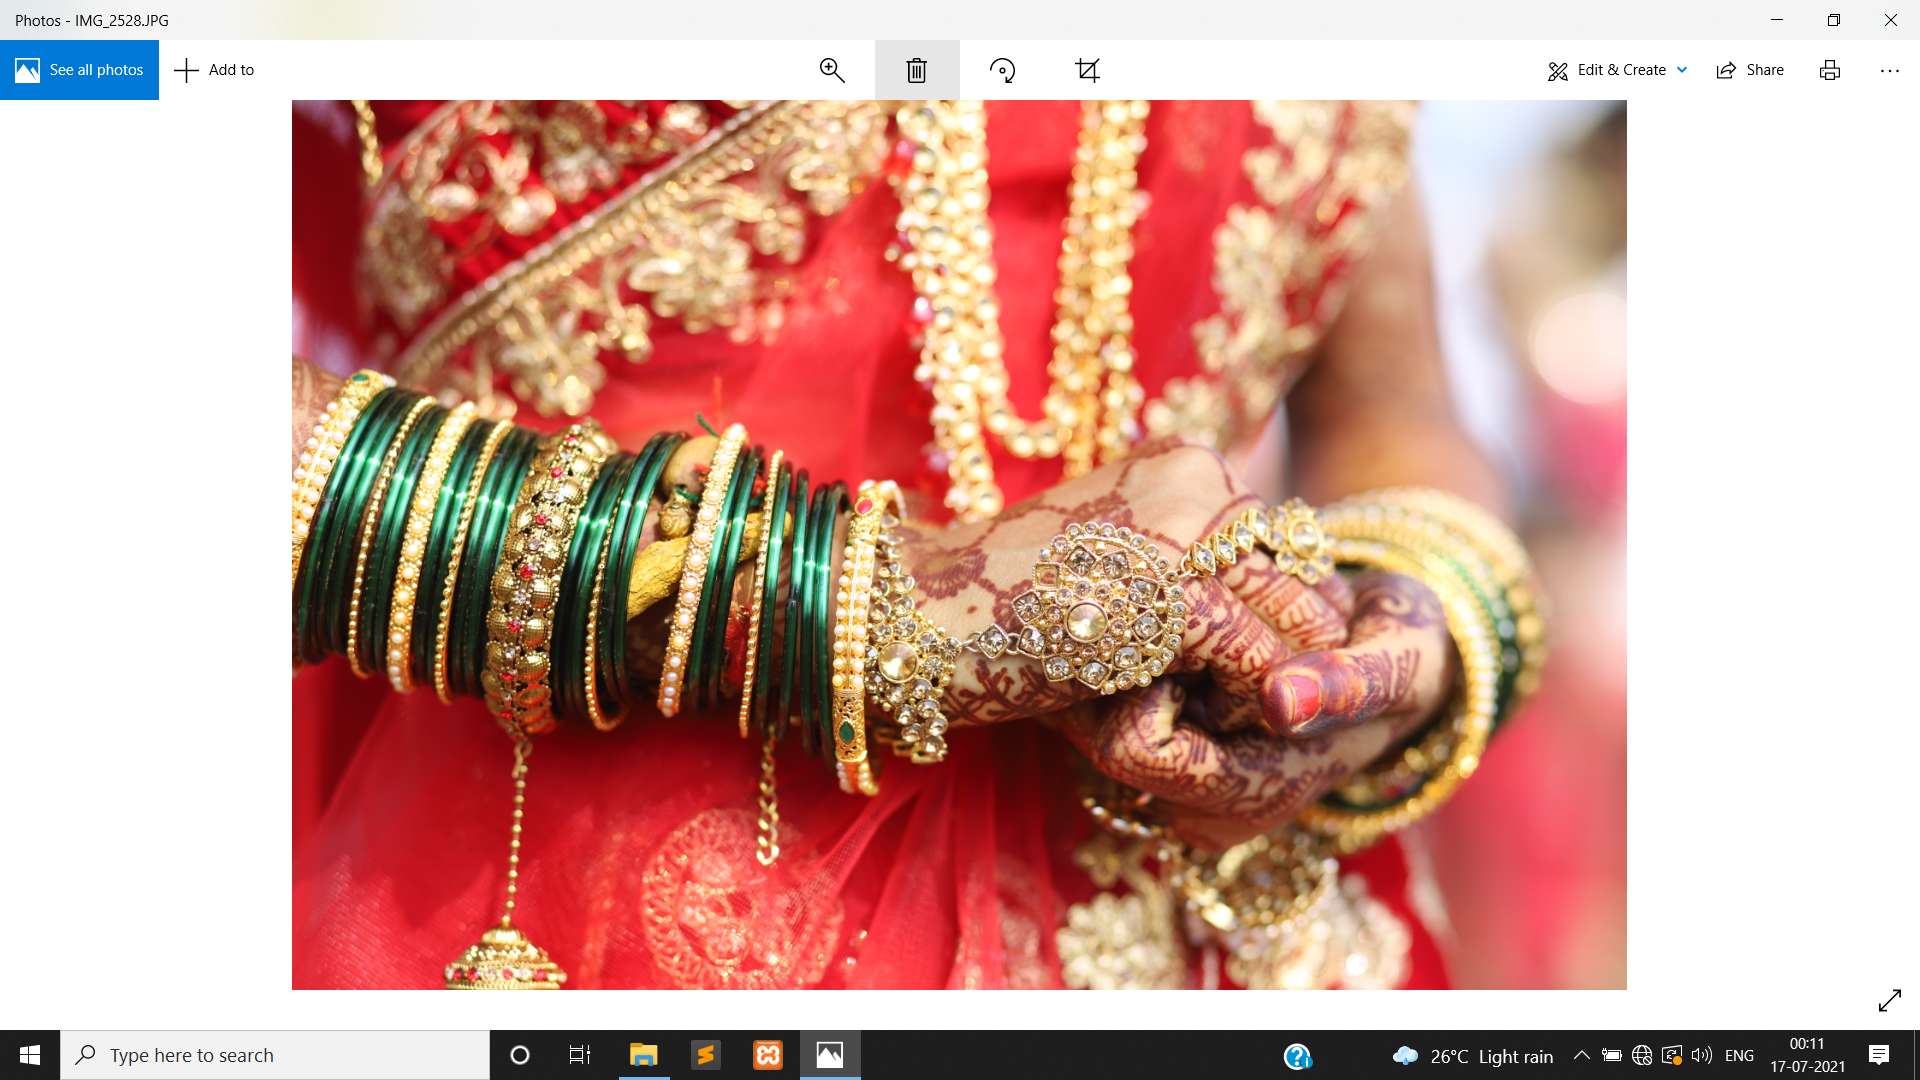 Photos - IMG_2528.JPG
See all photos
Add to
Edit & Create
Share
Type here to search
26°C Light rain
ENG
00:11
17-07-2021